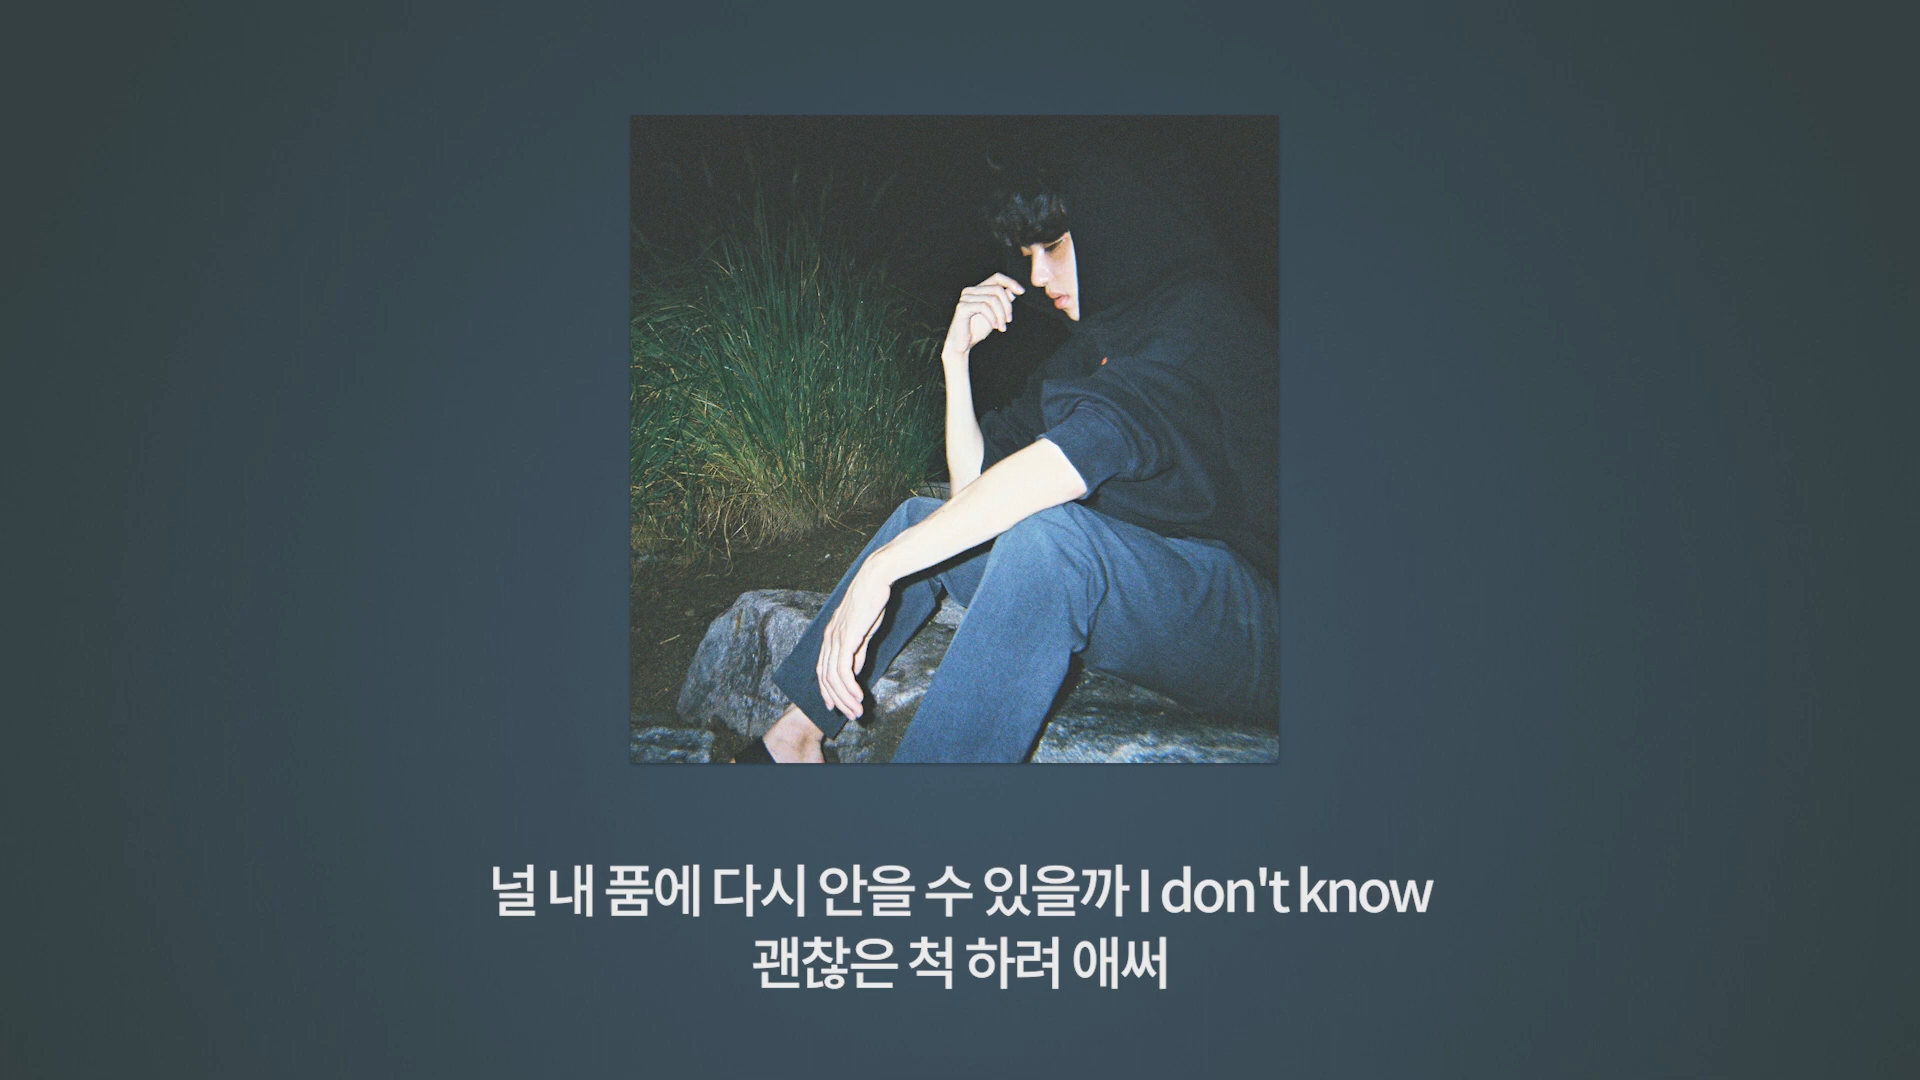 널 내 품에 다시 안을 수 있을까 I don't know
괜찮은 척 하려 애써